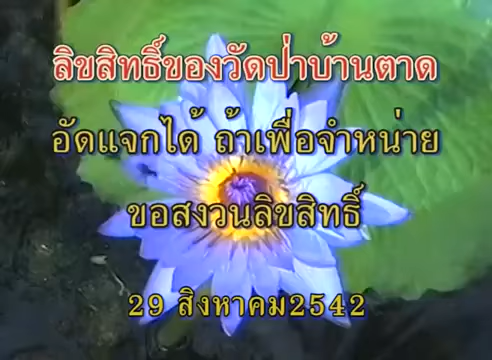 ลิขสิทธิ์ของวัดป่าบ้านตาด
อัดแจกได้ ถ้าเพื่อจำหน่าย
ขอสงวนลิขสิทธิ์
29 สิงหาคม2542